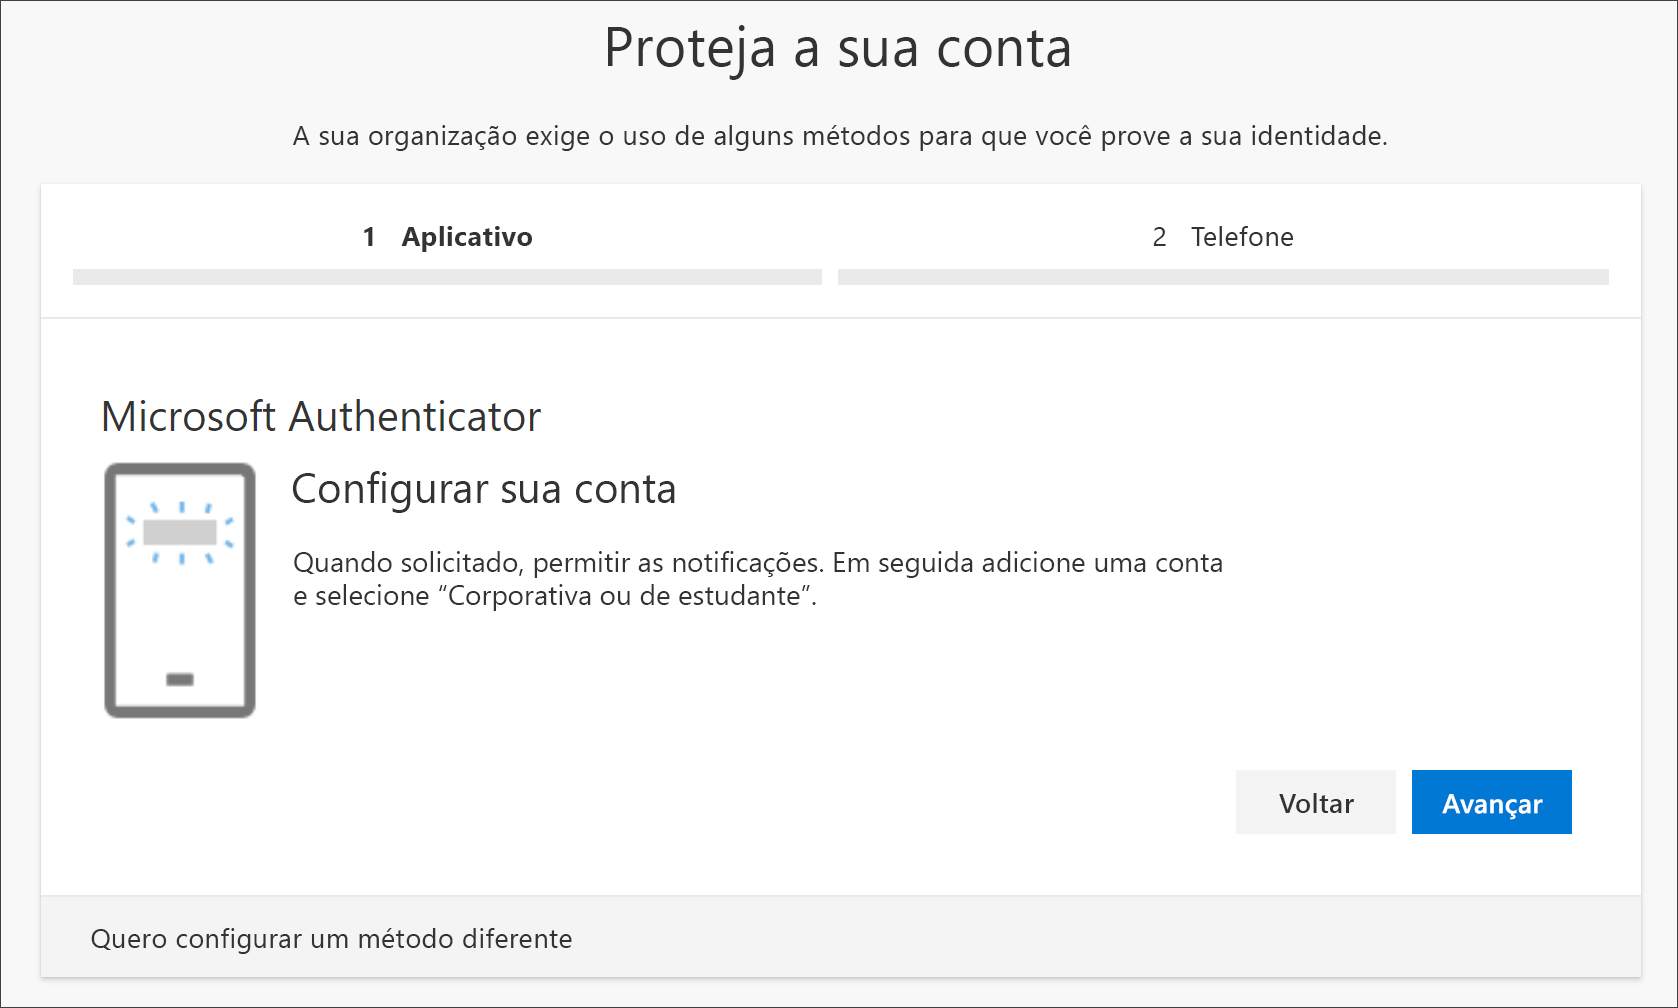 Proteja a sua conta
A sua organização exige o uso de alguns métodos para que você prove a sua identidade.
1 Aplicativo
2 Telefone
Microsoft Authenticator
Configurar sua conta
Quando solicitado, permitir as notificações. Em seguida adicione uma conta
e selecione “Corporativa ou de estudante”.
Voltar
Avançar
Quero configurar um método diferente